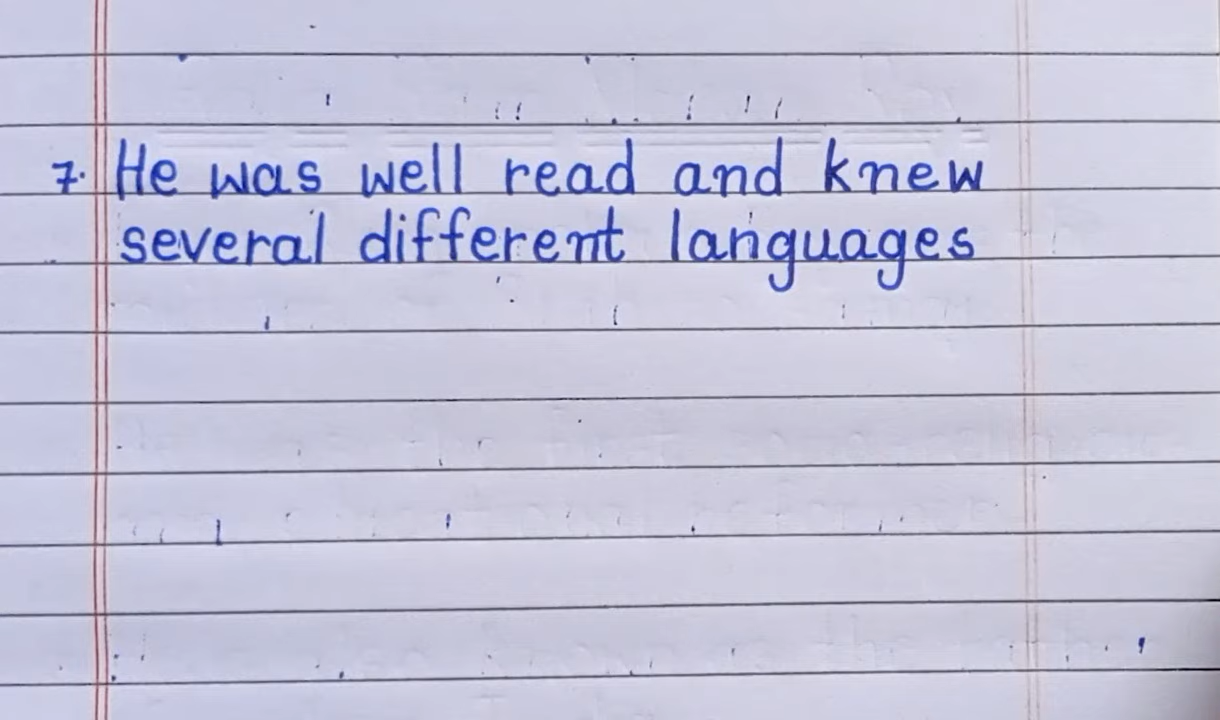 7. He was well read and knew
several different languages